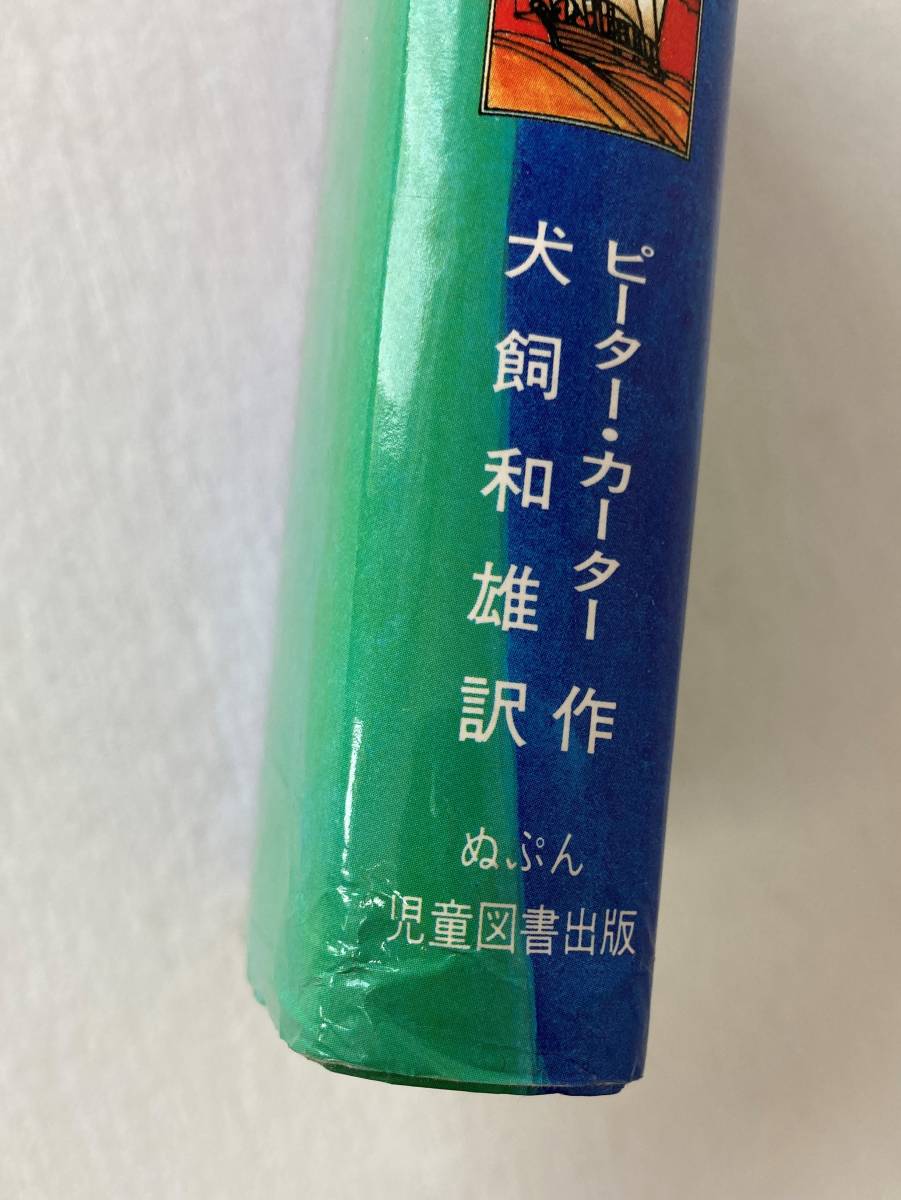 ピーター・カーター 作
犬飼和雄 訳
ぬぷん
児童図書出版